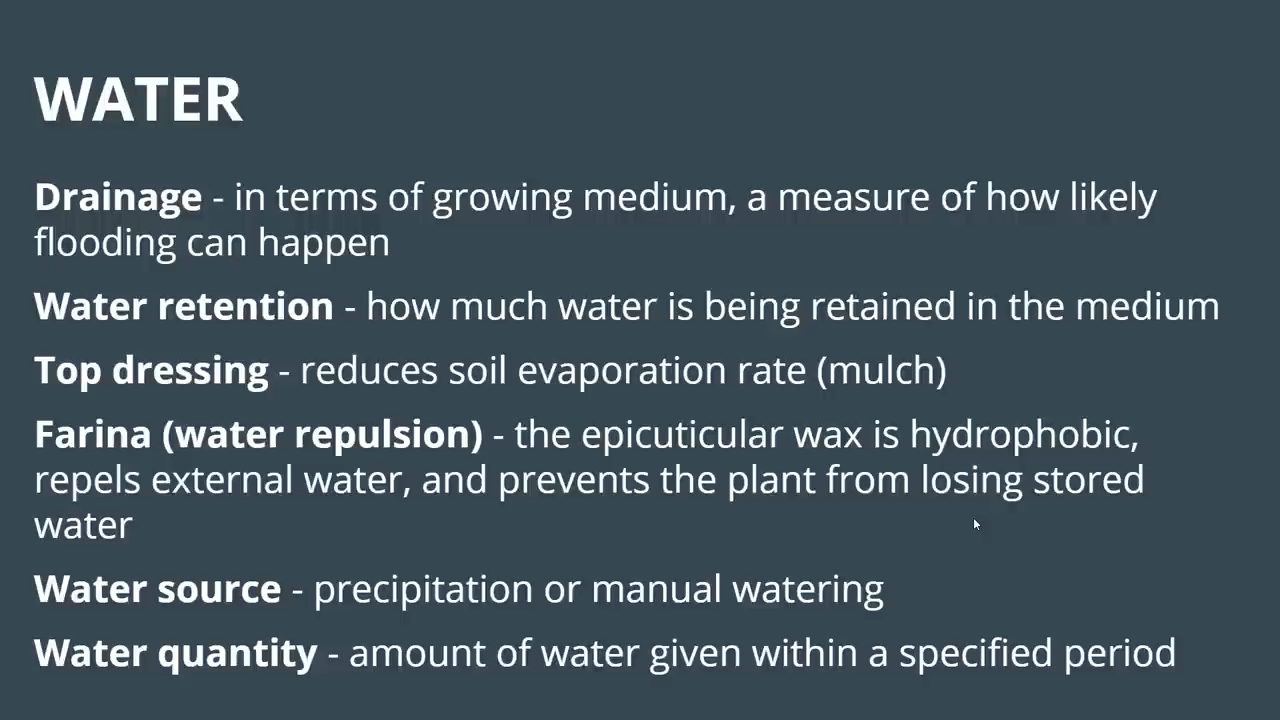 WATER
Drainage - in terms of growing medium, a measure of how likely
flooding can happen
Water retention - how much water is being retained in the medium
Top dressing - reduces soil evaporation rate (mulch)
Farina (water repulsion) - the epicuticular wax is hydrophobic,
repels external water, and prevents the plant from losing stored
water
Water source - precipitation or manual watering
Water quantity - amount of water given within a specified period